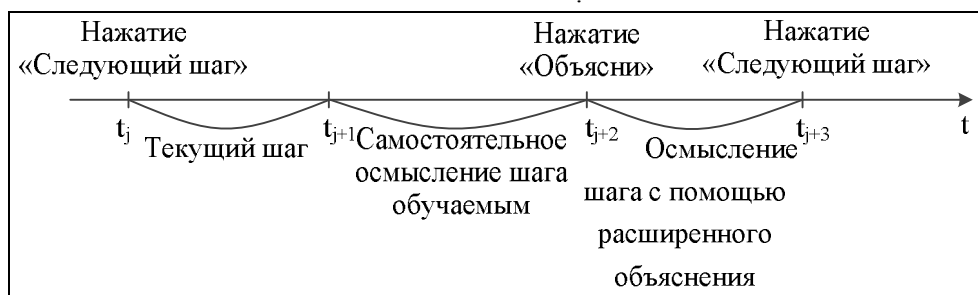 Нажатие
«Следующий шаг»
Нажатие
«Объясни»
Нажатие
«Следующий шаг»
tj
tj+1
tj+2
tj+3
t
Текущий шаг
Самостоятельное
осмысление шага
обучаемым
Осмысление
шага с помощью
расширенного
объяснения